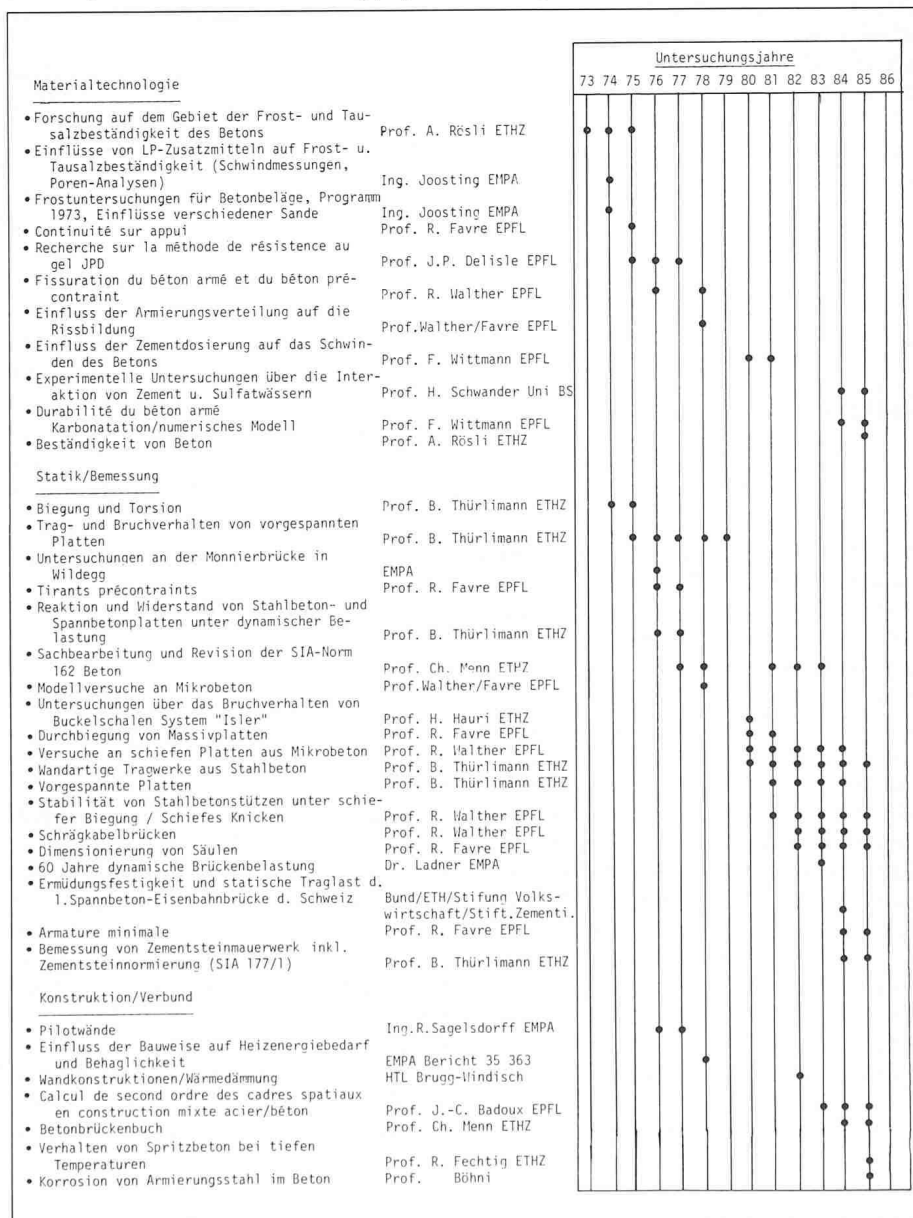 Untersuchungsjahre
Materialtechnologie 73 74 75 76 77 78 79 80 81 82 83 84 85 86
• Forschung auf dem Gebiet der Frost- und Tau-
salzbeständigkeit des Betons Prof. A. Rösli ETHZ
• Einflüsse von LP-Zusatzmitteln auf Frost- u.
Tausalzbeständigkeit (Schwindmessungen,
Poren-Analysen) Ing. Joosting EMPA
• Frostuntersuchungen für Betonbeläge, Programm
1973, Einflüsse verschiedener Sande Ing. Joosting EMPA
• Continuité sur appui Prof. R. Favre EPFL
• Recherche sur la méthode de résistence au
gel JPD Prof. J.P. Delisle EPFL
• Fissuration du béton armé et du béton pré-
contraint Prof. R. Walther EPFL
• Einfluss der Armierungsverteilung auf die
Rissbildung Prof.Walther/Favre EPFL
• Einfluss der Zementdosierung auf das Schwin-
den des Betons Prof. F. Wittmann EPFL
• Experimentelle Untersuchungen über die Inter-
aktion von Zement u. Sulfatwässern Prof. H. Schwander Uni BS
• Durabilité du béton armé
Karbonatation/numerisches Modell Prof. F. Wittmann EPFL
• Beständigkeit von Beton Prof. A. Rösli ETHZ
Statik/Bemessung
• Biegung und Torsion Prof. B. Thürlimann ETHZ
• Trag- und Bruchverhalten von vorgespannten
Platten Prof. B. Thürlimann ETHZ
• Untersuchungen an der Monnierbrücke in
Wildegg EMPA
• Tirants précontraints Prof. R. Favre EPFL
• Reaktion und Widerstand von Stahlbeton- und
Spannbetonplatten unter dynamischer Be-
lastung Prof. B. Thürlimann ETHZ
• Sachbearbeitung und Revision der SIA-Norm
162 Beton Prof. Ch. Menn ETHZ
• Modellversuche an Mikrobeton Prof.Walther/Favre EPFL
• Untersuchungen über das Bruchverhalten von
Buckelschalen System "Isler" Prof. H. Hauri ETHZ
• Durchbiegung von Massivplatten Prof. R. Favre EPFL
• Versuche an schiefen Platten aus Mikrobeton Prof. R. Walther EPFL
• Wandartige Tragwerke aus Stahlbeton Prof. B. Thürlimann ETHZ
• Vorgespannte Platten Prof. B. Thürlimann ETHZ
• Stabilität von Stahlbetonstützen unter schie-
fer Biegung / Schiefes Knicken Prof. R. Walther EPFL
• Schrägkabelbrücken Prof. R. Walther EPFL
• Dimensionierung von Säulen Prof. R. Favre EPFL
• 60 Jahre dynamische Brückenbelastung Dr. Ladner EMPA
• Ermüdungsfestigkeit und statische Traglast d.
1.Spannbeton-Eisenbahnbrücke d. Schweiz Bund/ETH/Stifung Volks-
wirtschaft/Stift.Zementi.
• Armature minimale Prof. R. Favre EPFL
• Bemessung von Zementsteinmauerwerk inkl.
Zementsteinnormierung (SIA 177/1) Prof. B. Thürlimann ETHZ
Konstruktion/Verbund
• Pilotwände Ing.R.Sagelsdorff EMPA
• Einfluss der Bauweise auf Heizenergiebedarf
und Behaglichkeit EMPA Bericht 35 363
• Wandkonstruktionen/Wärmedämmung HTL Brugg-Windisch
• Calcul de second ordre des cadres spatiaux
en construction mixte acier/béton Prof. J.-C. Badoux EPFL
• Betonbrückenbuch Prof. Ch. Menn ETHZ
• Verhalten von Spritzbeton bei tiefen
Temperaturen Prof. R. Fechtig ETHZ
• Korrosion von Armierungsstahl im Beton Prof. Böhni